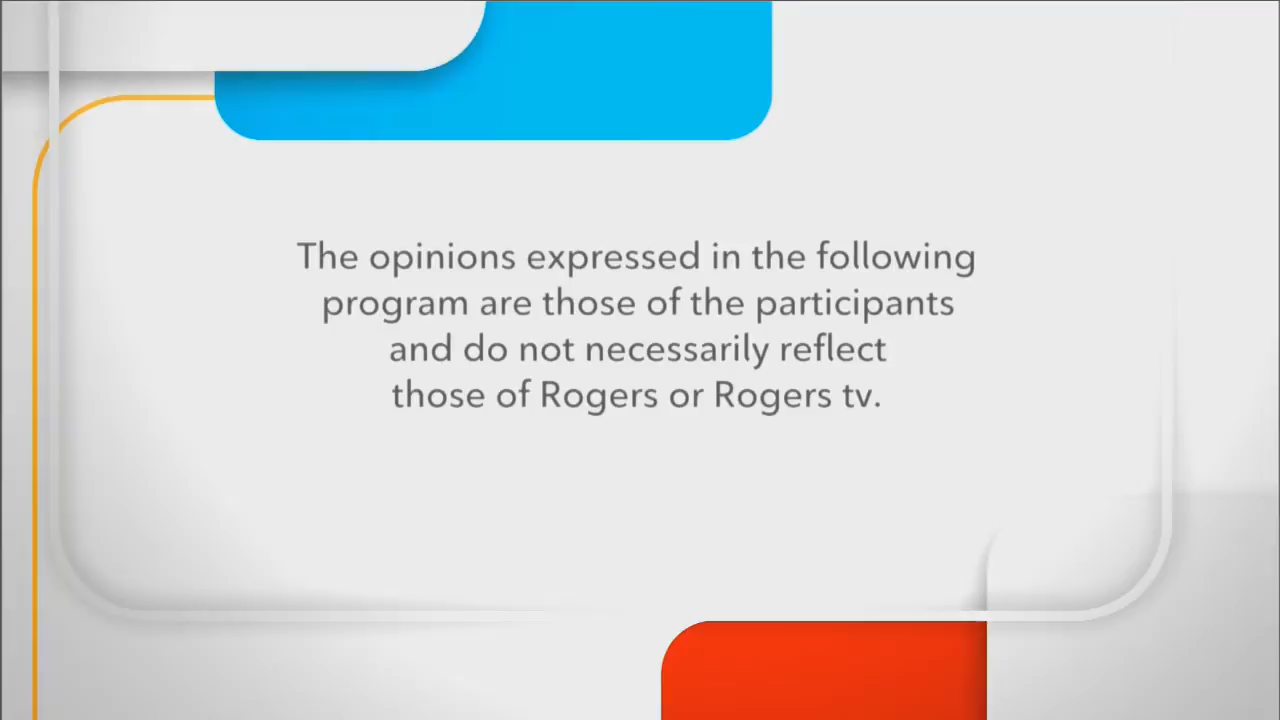 The opinions expressed in the following
program are those of the participants
and do not necessarily reflect
those of Rogers or Rogers tv.